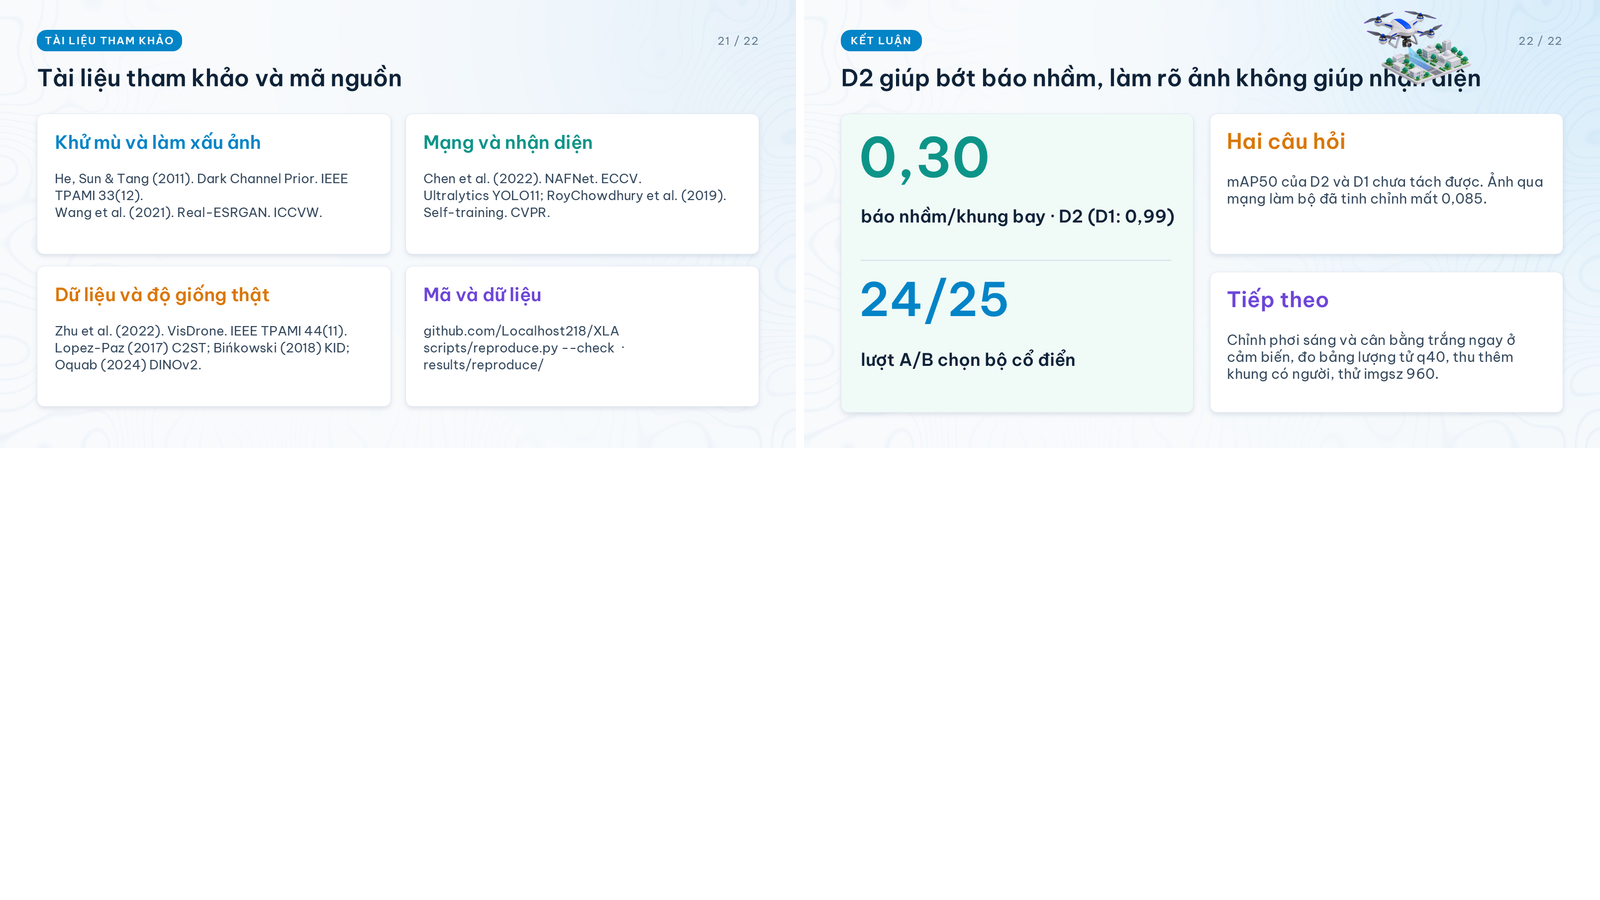 TÀI LIỆU THAM KHẢO
21 / 22
Tài liệu tham khảo và mã nguồn
Khử mù và làm xấu ảnh
He, Sun & Tang (2011). Dark Channel Prior. IEEE
TPAMI 33(12).
Wang et al. (2021). Real-ESRGAN. ICCVW.
Mạng và nhận diện
Chen et al. (2022). NAFNet. ECCV.
Ultralytics YOLO11; RoyChowdhury et al. (2019).
Self-training. CVPR.
Dữ liệu và độ giống thật
Zhu et al. (2022). VisDrone. IEEE TPAMI 44(11).
Lopez-Paz (2017) C2ST; Bińkowski (2018) KID;
Oquab (2024) DINOv2.
Mã và dữ liệu
github.com/Localhost218/XLA
scripts/reproduce.py --check ·
results/reproduce/
KẾT LUẬN
22 / 22
D2 giúp bớt báo nhầm, làm rõ ảnh không giúp nhận diện
0,30
báo nhầm/khung bay · D2 (D1: 0,99)
24/25
lượt A/B chọn bộ cổ điển
Hai câu hỏi
mAP50 của D2 và D1 chưa tách được. Ảnh qua
mạng làm bộ đã tinh chỉnh mất 0,085.
Tiếp theo
Chỉnh phơi sáng và cân bằng trắng ngay ở
cảm biến, đo bảng lượng tử q40, thu thêm
khung có người, thử imgsz 960.